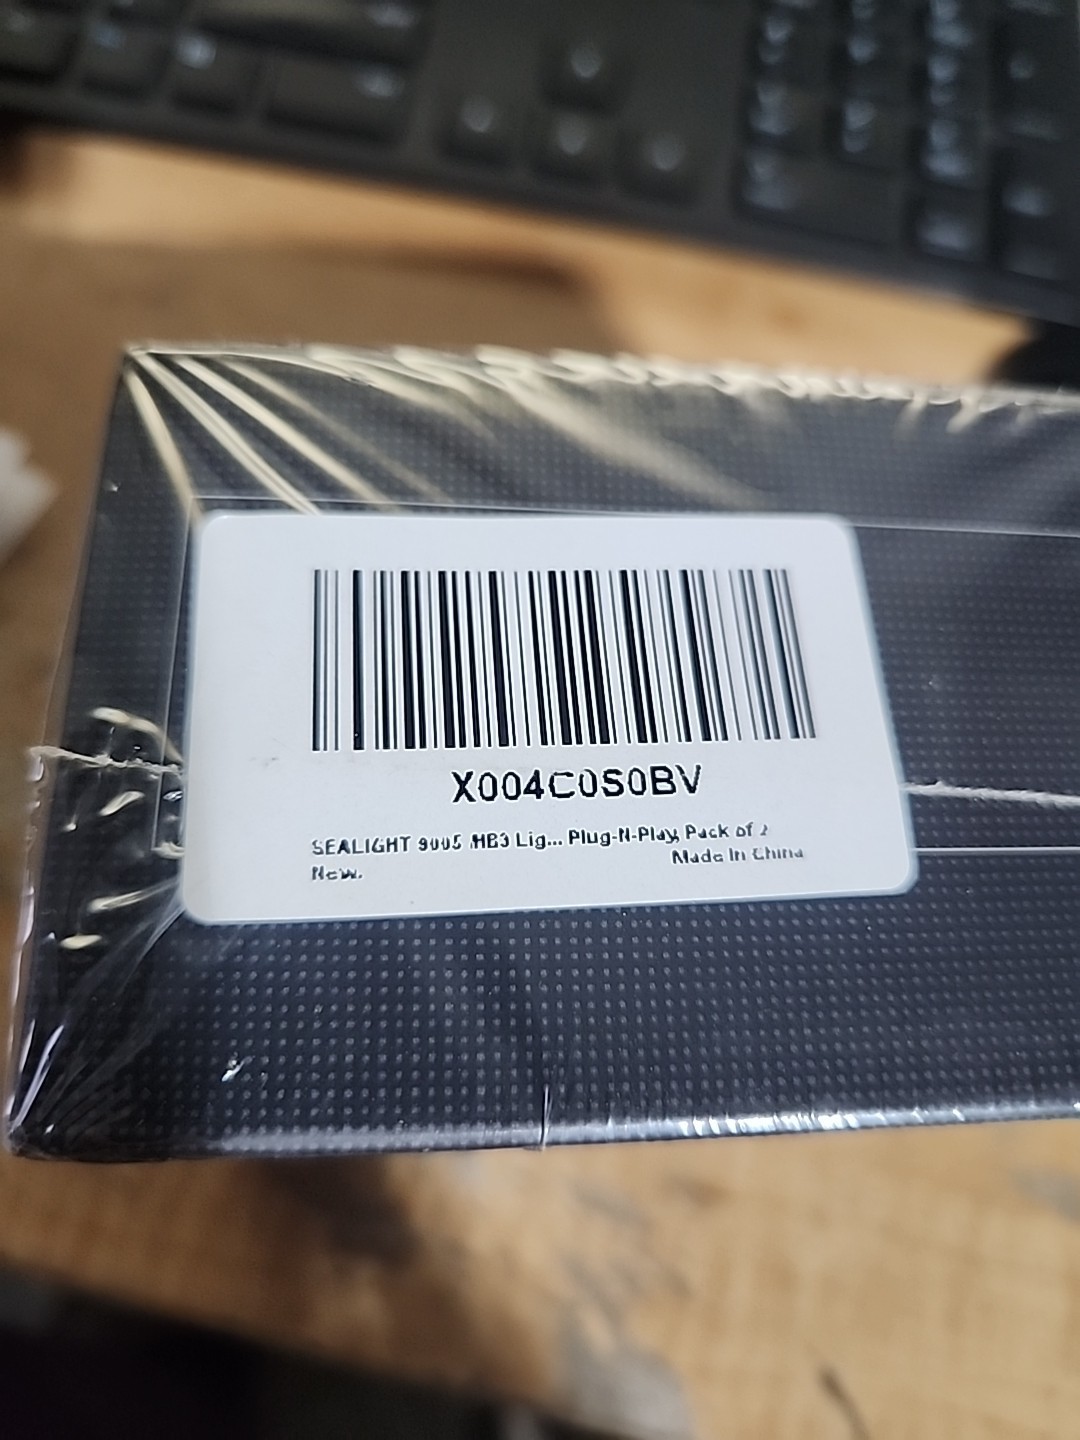 X004C0S0BV
SEALIGHT 9005 HB3 Lig... Plug-N-Play, Pack of 2
Made In China
New.